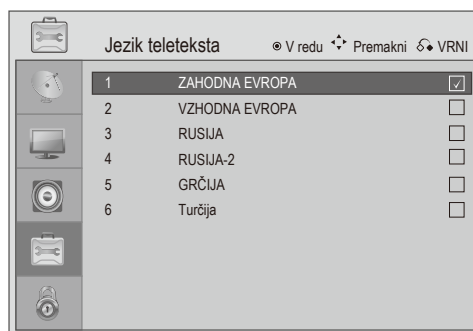 Jezik teleteksta V redu Premakni VRNI
1 ZAHODNA EVROPA
2 VZHODNA EVROPA
3 RUSIJA
4 RUSIJA-2
5 GRČIJA
6 Turčija